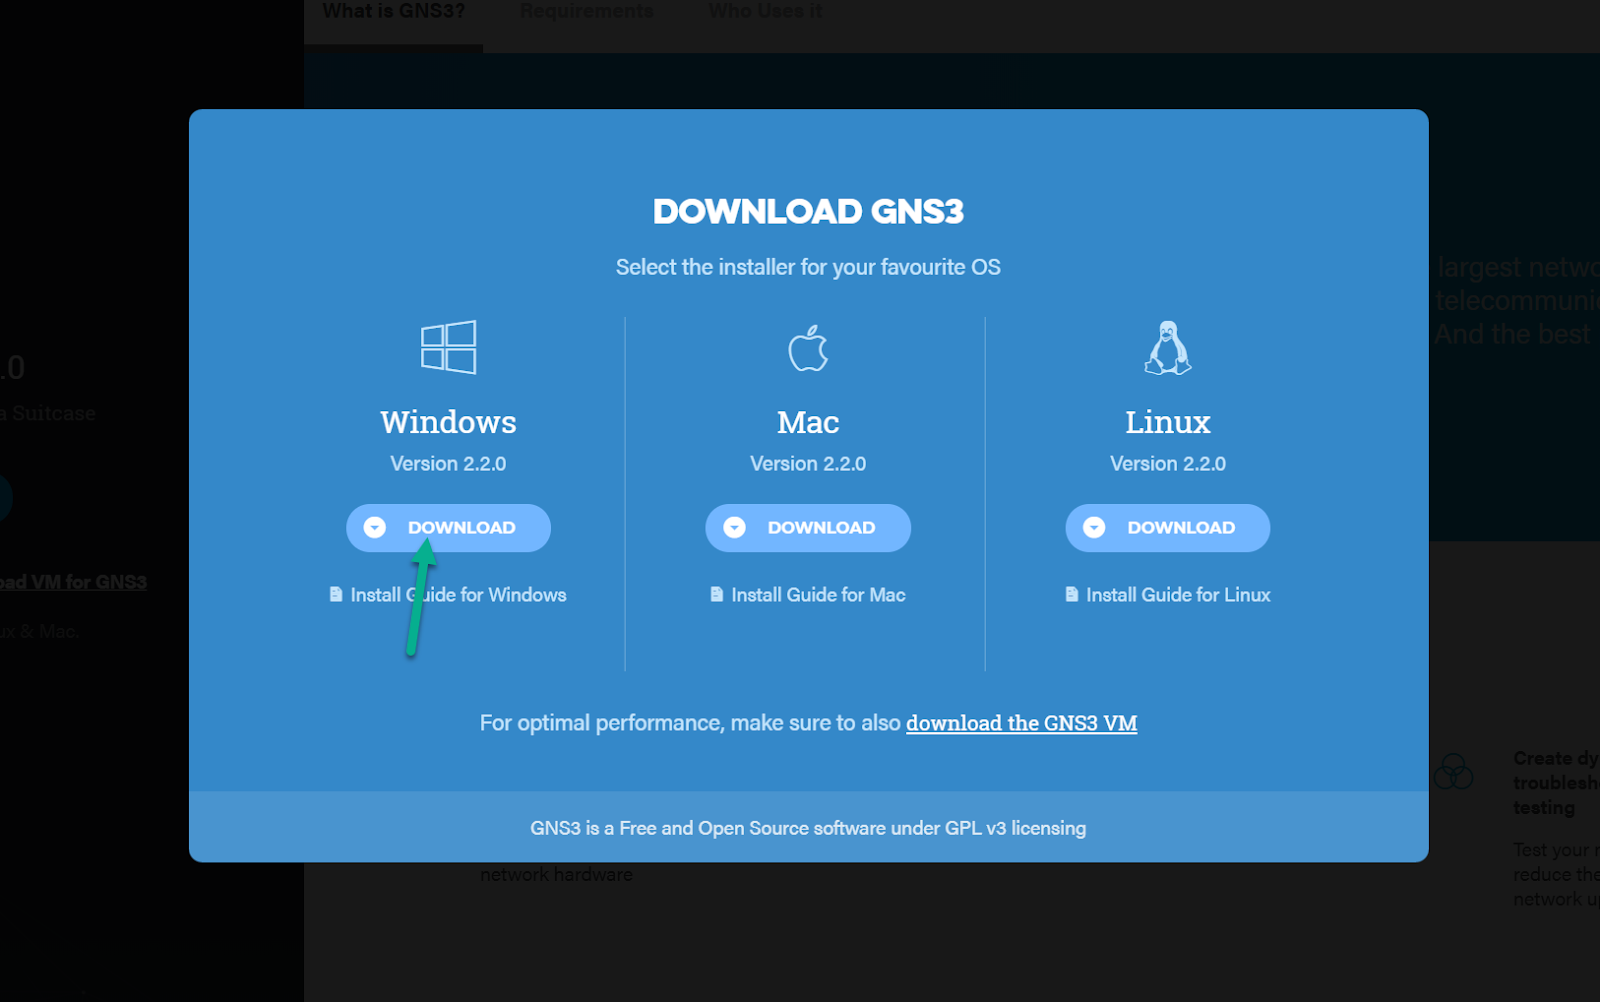 What is GNS3? Requirements Who Uses it
DOWNLOAD GNS3
Select the installer for your favourite OS
Windows
Version 2.2.0
DOWNLOAD
Install Guide for Windows
Mac
Version 2.2.0
DOWNLOAD
Install Guide for Mac
Linux
Version 2.2.0
DOWNLOAD
Install Guide for Linux
For optimal performance, make sure to also download the GNS3 VM
GNS3 is a Free and Open Source software under GPL v3 licensing
.0
a Suitcase
oad VM for GNS3
ux & Mac.
largest netwo
telecommuni
And the best
network hardware
Create dy
troublesh
testing
Test your
reduce the
network u